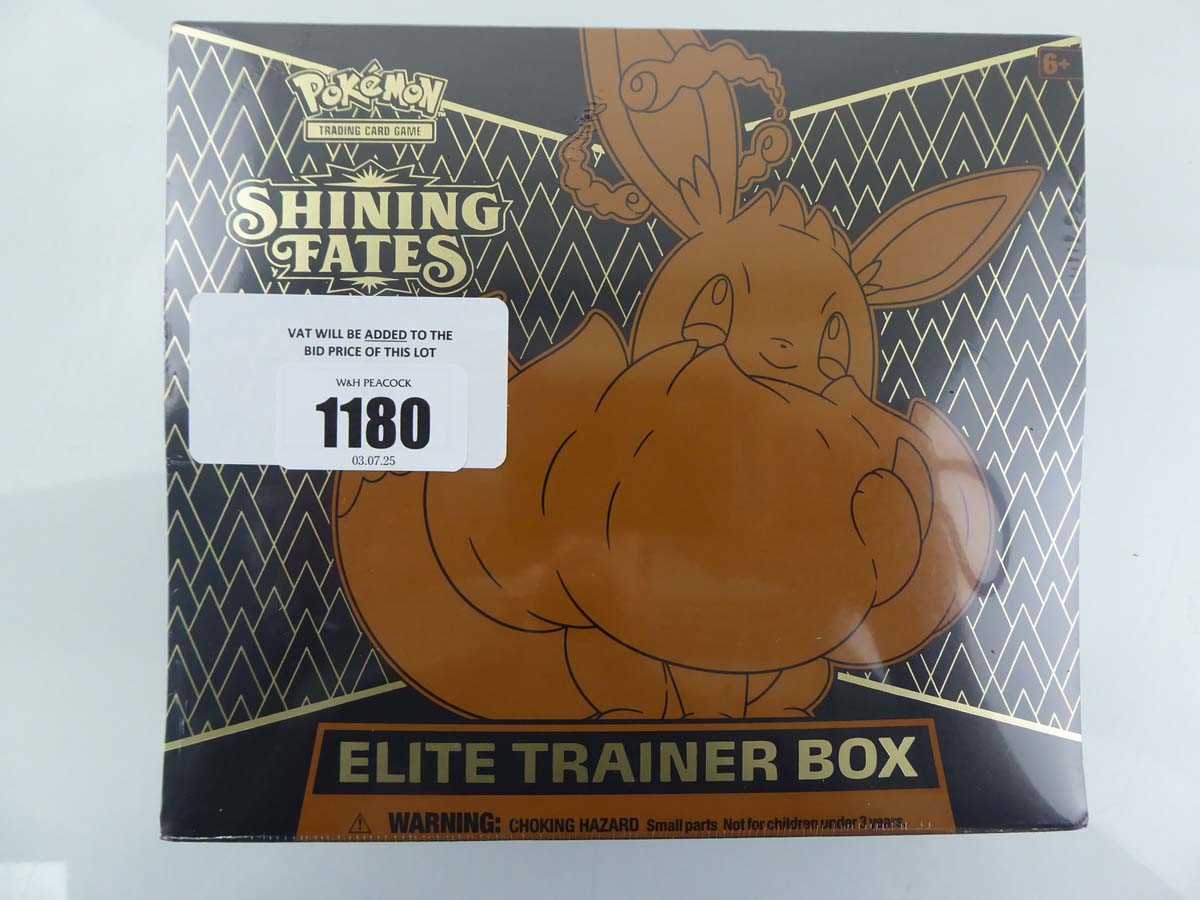 6+
POKéMON
TRADING CARD GAME
SHINING
FATES
VAT WILL BE ADDED TO THE
BID PRICE OF THIS LOT
W&H PEACOCK
1180
03.07.25
ELITE TRAINER BOX
WARNING: CHOKING HAZARD Small parts Not for children under 3 years.